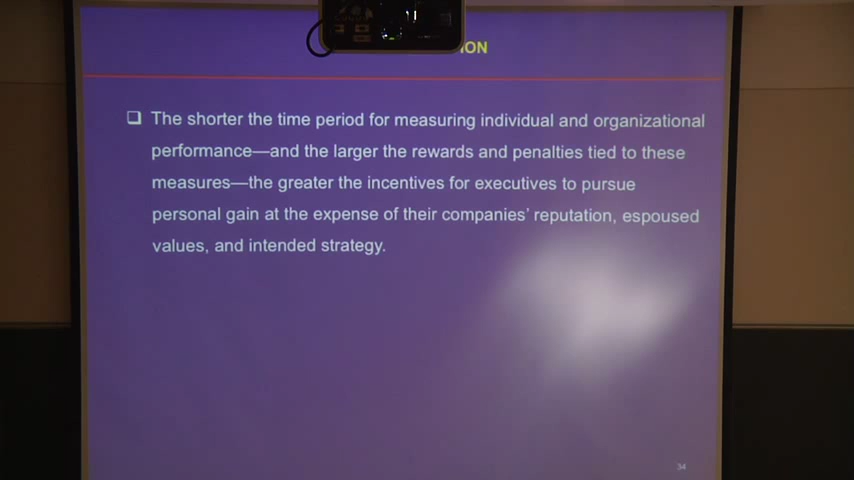 ION
❑ The shorter the time period for measuring individual and organizational
performance—and the larger the rewards and penalties tied to these
measures—the greater the incentives for executives to pursue
personal gain at the expense of their companies’ reputation, espoused
values, and intended strategy.
34